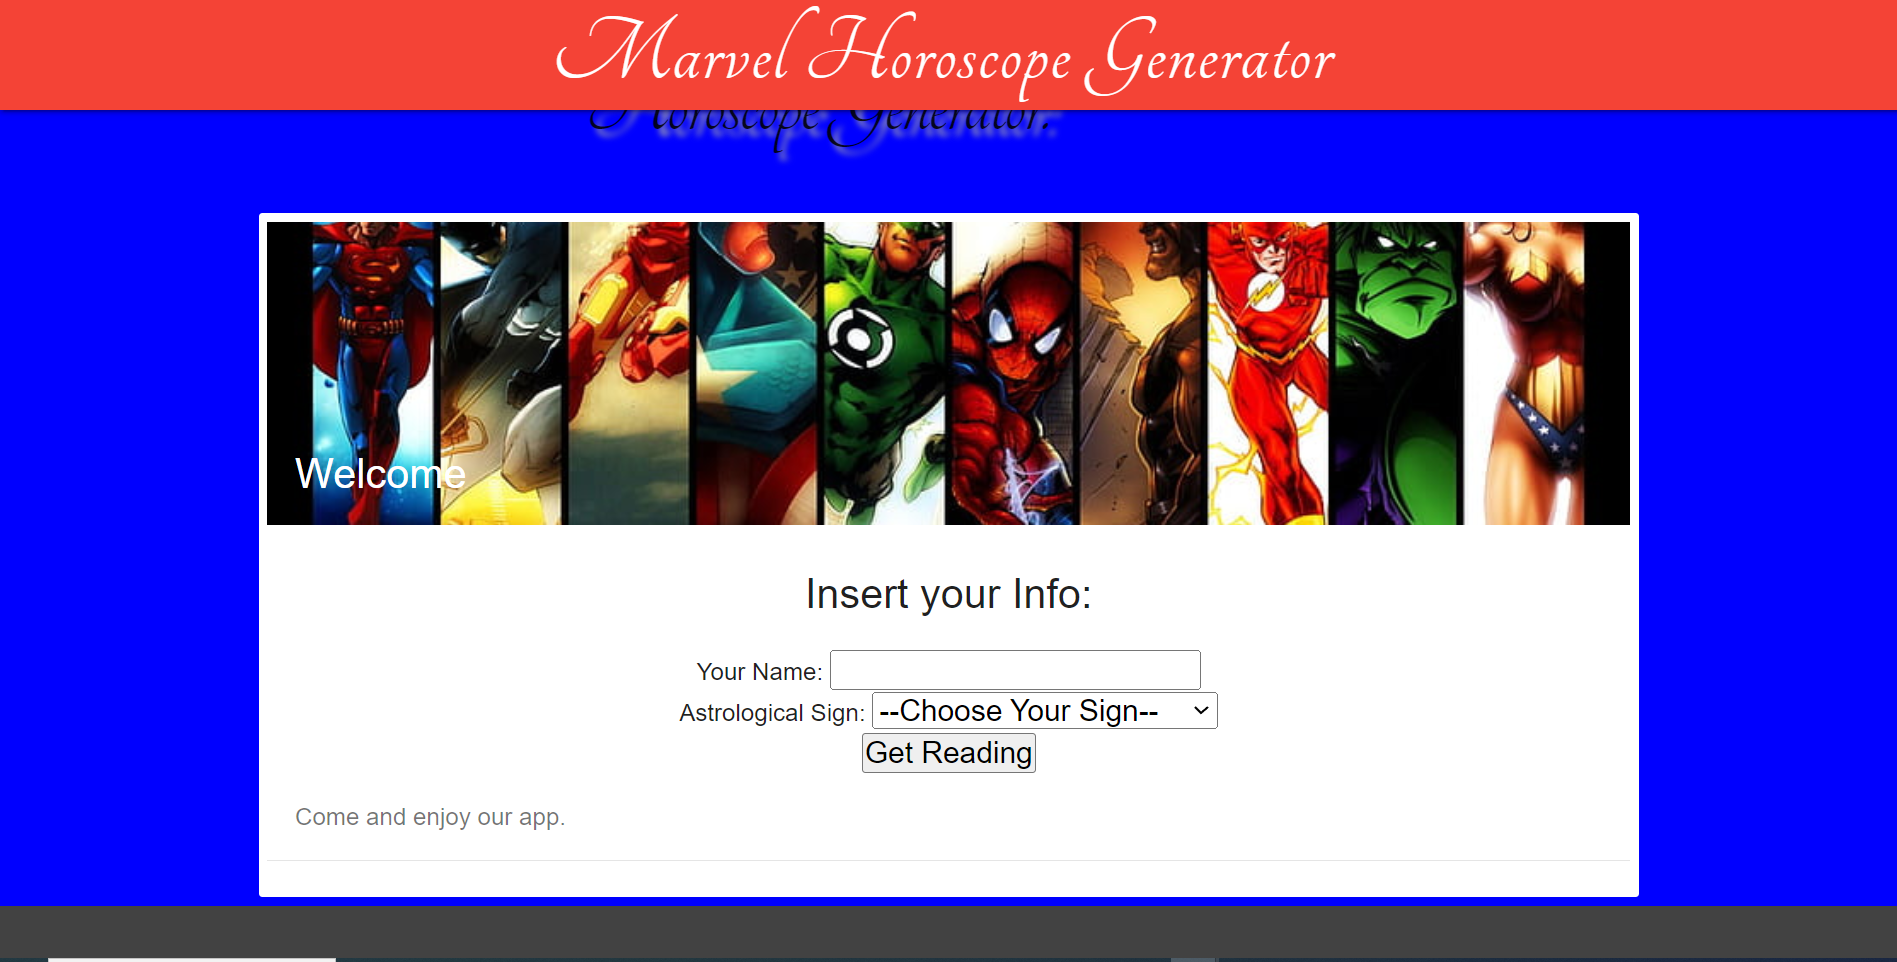 Marvel Horoscope Generator
Horoscope Generator.
Welcome
Insert your Info:
Your Name:
Astrological Sign: --Choose Your Sign--
Get Reading
Come and enjoy our app.